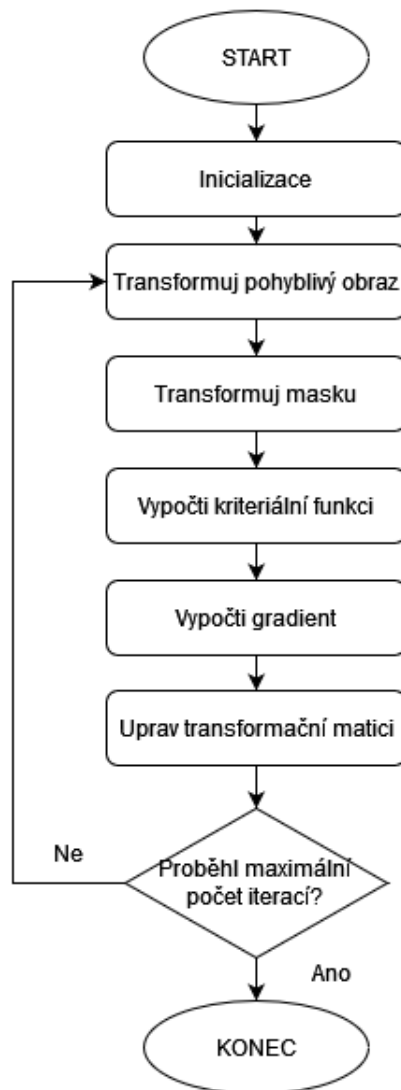 START
Inicializace
Transformuj pohyblivý obraz
Transformuj masku
Vypočti kriteriální funkci
Vypočti gradient
Uprav transformační matici
Ne
Proběhl maximální
počet iterací?
Ano
KONEC